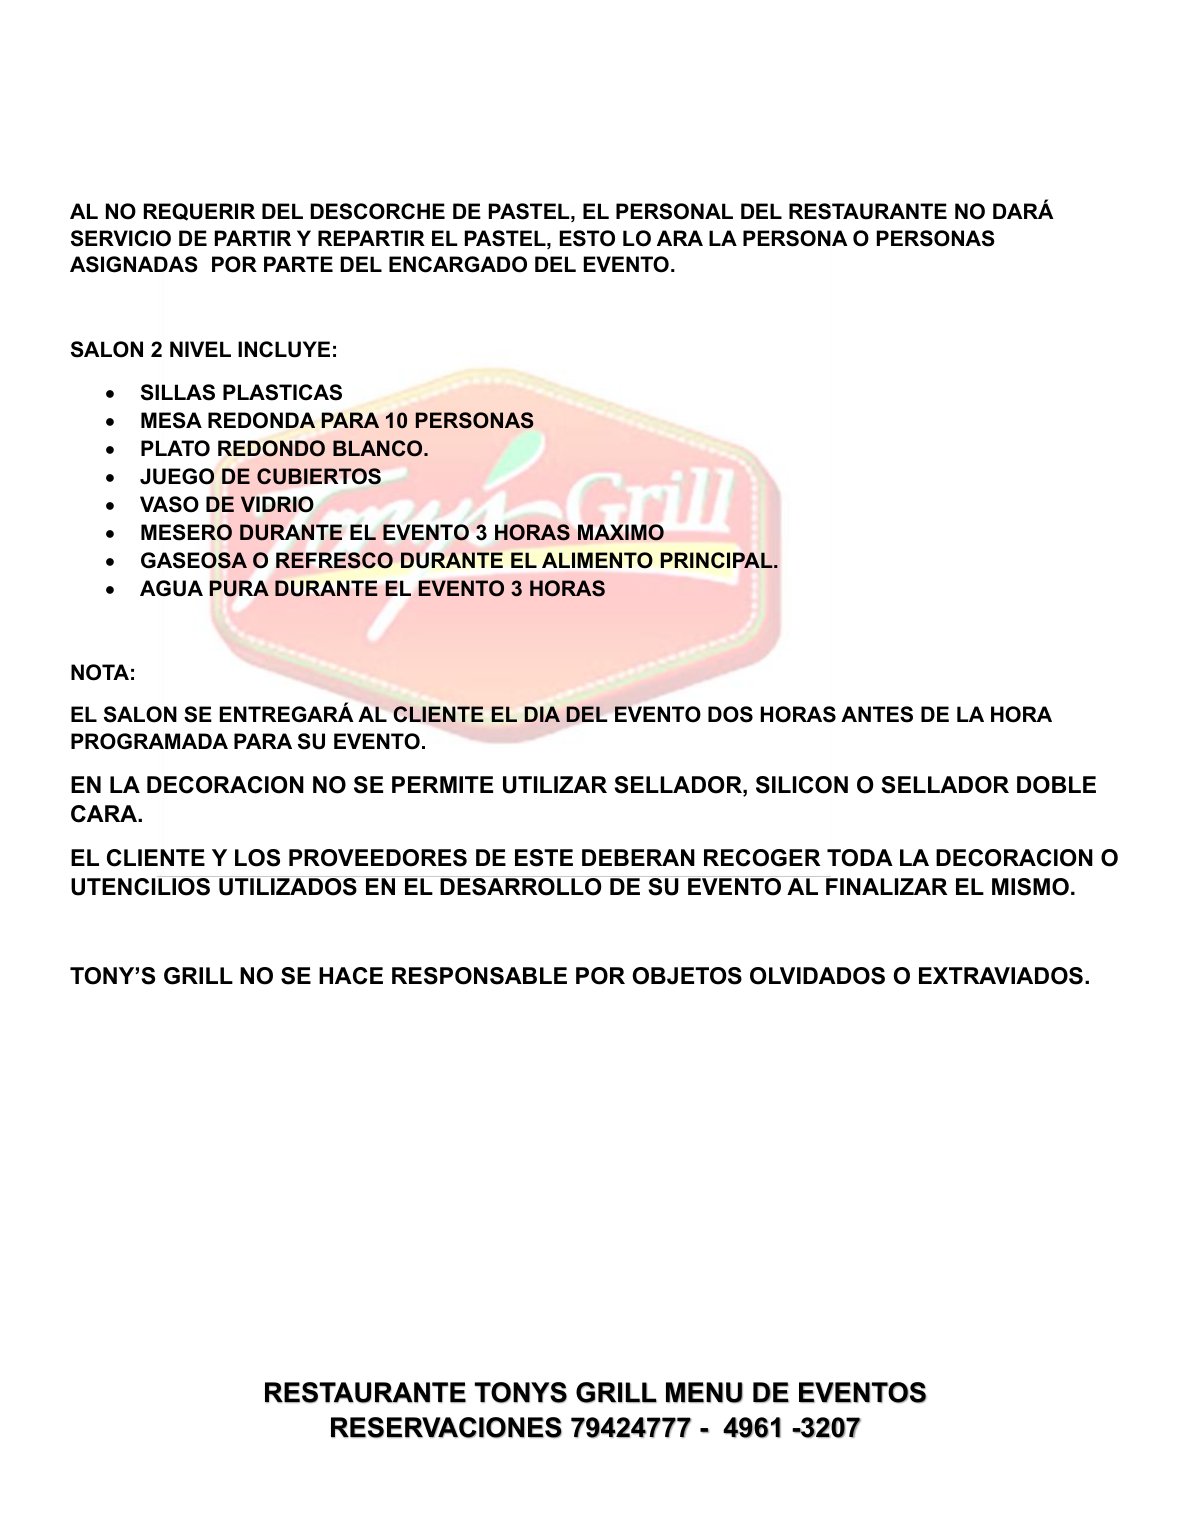 AL NO REQUERIR DEL DESCORCHE DE PASTEL, EL PERSONAL DEL RESTAURANTE NO DARÁ
SERVICIO DE PARTIR Y REPARTIR EL PASTEL, ESTO LO ARA LA PERSONA O PERSONAS
ASIGNADAS  POR PARTE DEL ENCARGADO DEL EVENTO.
SALON 2 NIVEL INCLUYE:
• SILLAS PLASTICAS
• MESA REDONDA PARA 10 PERSONAS
• PLATO REDONDO BLANCO.
• JUEGO DE CUBIERTOS
• VASO DE VIDRIO
• MESERO DURANTE EL EVENTO 3 HORAS MAXIMO
• GASEOSA O REFRESCO DURANTE EL ALIMENTO PRINCIPAL.
• AGUA PURA DURANTE EL EVENTO 3 HORAS
Tony's Grill
NOTA:
EL SALON SE ENTREGARÁ AL CLIENTE EL DIA DEL EVENTO DOS HORAS ANTES DE LA HORA
PROGRAMADA PARA SU EVENTO.
EN LA DECORACION NO SE PERMITE UTILIZAR SELLADOR, SILICON O SELLADOR DOBLE
CARA.
EL CLIENTE Y LOS PROVEEDORES DE ESTE DEBERAN RECOGER TODA LA DECORACION O
UTENCILIOS UTILIZADOS EN EL DESARROLLO DE SU EVENTO AL FINALIZAR EL MISMO.
TONY’S GRILL NO SE HACE RESPONSABLE POR OBJETOS OLVIDADOS O EXTRAVIADOS.
RESTAURANTE TONYS GRILL MENU DE EVENTOS
RESERVACIONES 79424777 -  4961 -3207